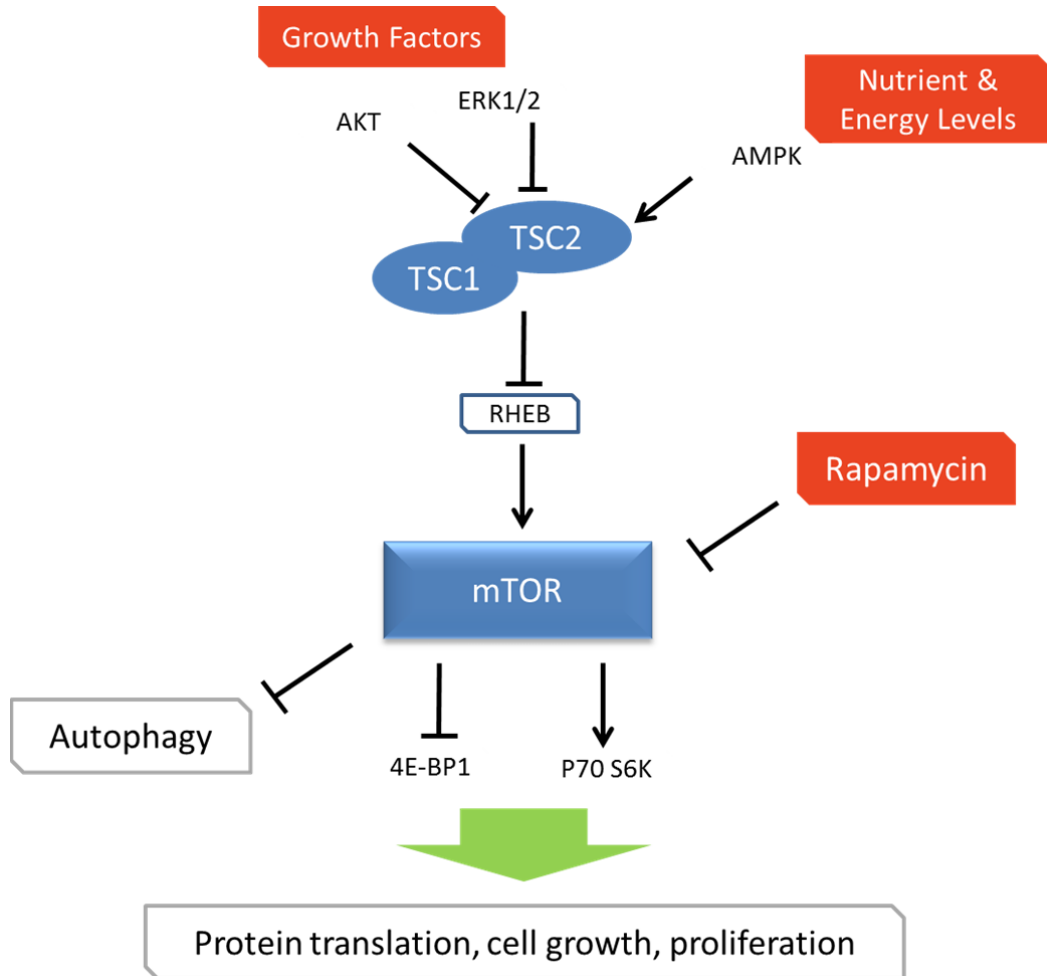 Growth Factors
Nutrient &
Energy Levels
ERK1/2
AKT
AMPK
TSC2
TSC1
RHEB
Rapamycin
mTOR
Autophagy
4E-BP1
P70 S6K
Protein translation, cell growth, proliferation